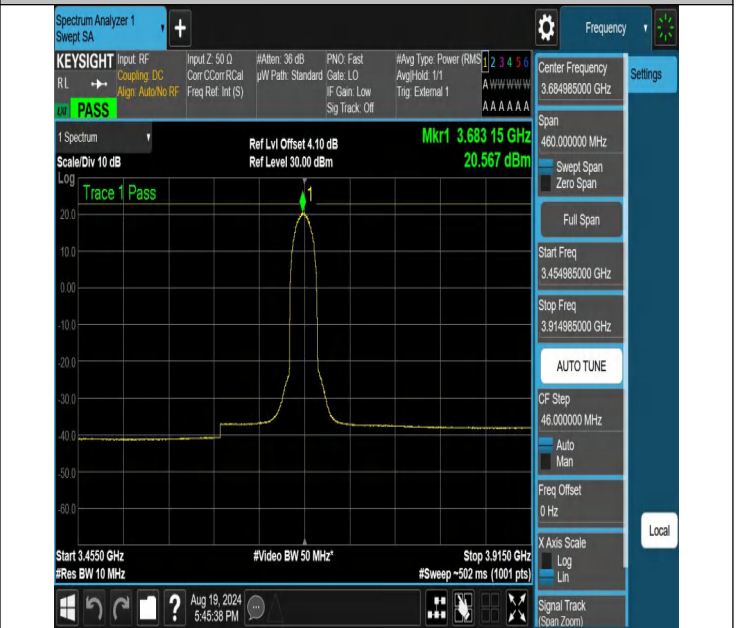 Spectrum Analyzer 1
Swept SA
+
Frequency
KEYSIGHT
RL
PASS
Input: RF
Coupling: DC
Align: Auto/No RF
Input Z: 50 Ω
Corr CCorr RCal
Freq Ref: Int (S)
#Atten: 36 dB
µW Path: Standard
PNO: Fast
Gate: LO
IF Gain: Low
Sig Track: Off
#Avg Type: Power (RMS
Avg|Hold: 1/1
Trig: External 1
1 2 3 4 5 6
A W W W W W
A A A A A A
1 Spectrum
Scale/Div 10 dB
Log
Ref Lvl Offset 4.10 dB
Ref Level 30.00 dBm
Mkr1 3.683 15 GHz
20.567 dBm
Trace 1 Pass
1
20.0
10.0
0.00
-10.0
-20.0
-30.0
-40.0
-50.0
-60.0
Start 3.4550 GHz
#Res BW 10 MHz
#Video BW 50 MHz*
Stop 3.9150 GHz
#Sweep ~502 ms (1001 pts)
Aug 19, 2024
5:45:38 PM
Center Frequency
3.684985000 GHz
Settings
Span
460.000000 MHz
Swept Span
Zero Span
Full Span
Start Freq
3.454985000 GHz
Stop Freq
3.914985000 GHz
AUTO TUNE
CF Step
46.000000 MHz
Auto
Man
Freq Offset
0 Hz
X Axis Scale
Log
Lin
Local
Signal Track
(Span Zoom)